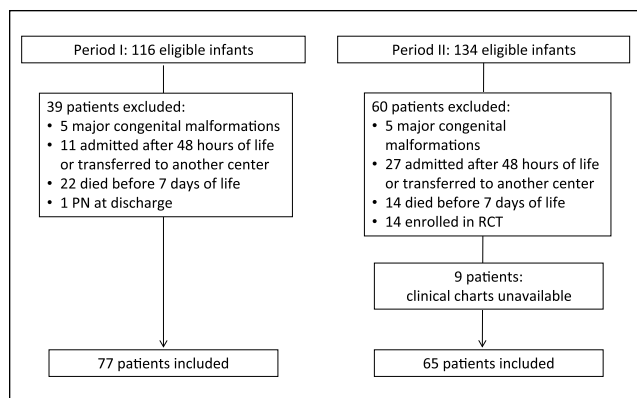 Period I: 116 eligible infants
39 patients excluded:
• 5 major congenital malformations
• 11 admitted after 48 hours of life
or transferred to another center
• 22 died before 7 days of life
• 1 PN at discharge
77 patients included
Period II: 134 eligible infants
60 patients excluded:
• 5 major congenital
malformations
• 27 admitted after 48 hours of life
or transferred to another center
• 14 died before 7 days of life
• 14 enrolled in RCT
9 patients:
clinical charts unavailable
65 patients included